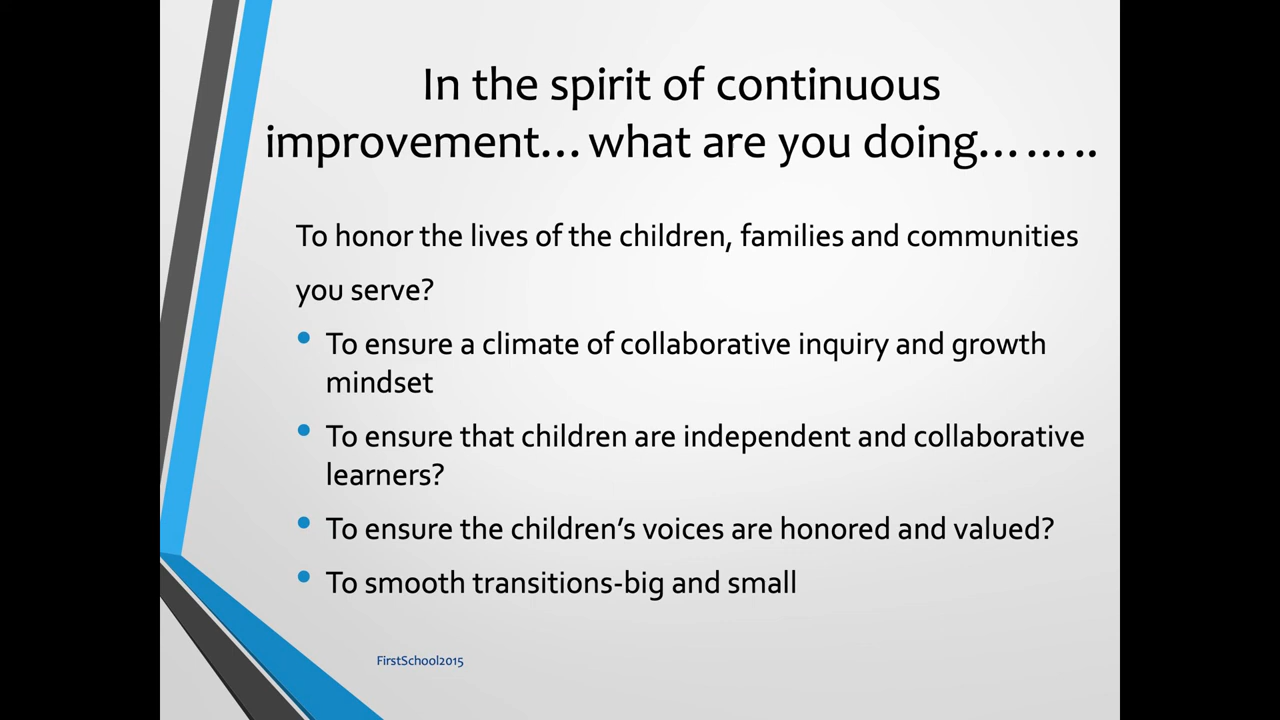 In the spirit of continuous
improvement…what are you doing……..
To honor the lives of the children, families and communities
you serve?
• To ensure a climate of collaborative inquiry and growth
mindset
• To ensure that children are independent and collaborative
learners?
• To ensure the children’s voices are honored and valued?
• To smooth transitions-big and small
FirstSchool2015